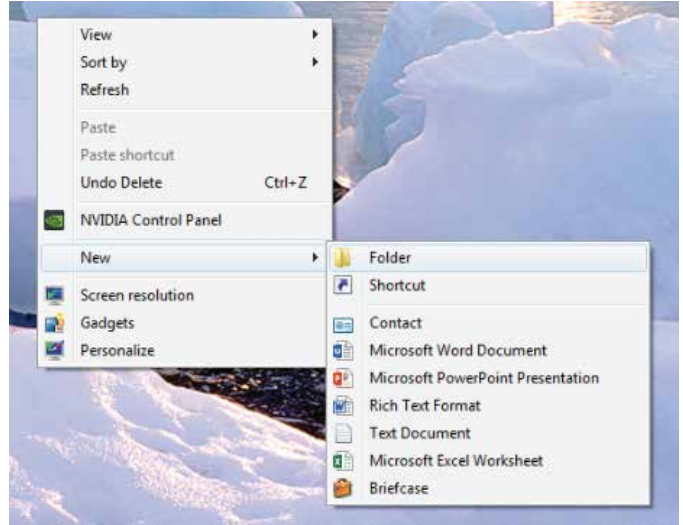 View
Sort by
Refresh
Paste
Paste shortcut
Undo Delete Ctrl+Z
NVIDIA Control Panel
New
Screen resolution
Gadgets
Personalize
Folder
Shortcut
Contact
Microsoft Word Document
Microsoft PowerPoint Presentation
Rich Text Format
Text Document
Microsoft Excel Worksheet
Briefcase